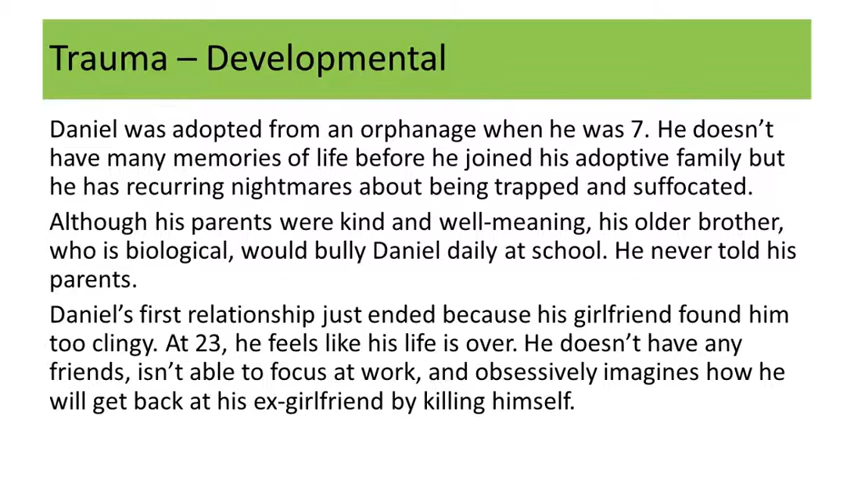 Trauma – Developmental
Daniel was adopted from an orphanage when he was 7. He doesn’t
have many memories of life before he joined his adoptive family but
he has recurring nightmares about being trapped and suffocated.
Although his parents were kind and well-meaning, his older brother,
who is biological, would bully Daniel daily at school. He never told his
parents.
Daniel’s first relationship just ended because his girlfriend found him
too clingy. At 23, he feels like his life is over. He doesn’t have any
friends, isn’t able to focus at work, and obsessively imagines how he
will get back at his ex-girlfriend by killing himself.